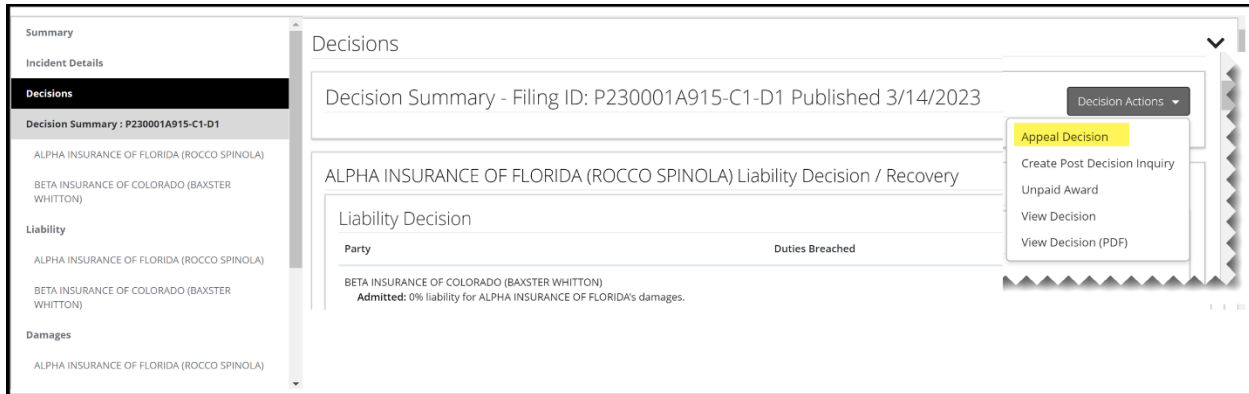 Summary
Incident Details
Decisions
Decision Summary : P230001A915-C1-D1
ALPHA INSURANCE OF FLORIDA (ROCCO SPINOLA)
BETA INSURANCE OF COLORADO (BAXSTER
WHITTON)
Liability
ALPHA INSURANCE OF FLORIDA (ROCCO SPINOLA)
BETA INSURANCE OF COLORADO (BAXSTER
WHITTON)
Damages
ALPHA INSURANCE OF FLORIDA (ROCCO SPINOLA)
Decisions
Decision Summary - Filing ID: P230001A915-C1-D1 Published 3/14/2023
Decision Actions
Appeal Decision
Create Post Decision Inquiry
Unpaid Award
View Decision
View Decision (PDF)
ALPHA INSURANCE OF FLORIDA (ROCCO SPINOLA) Liability Decision / Recovery
Liability Decision
Party Duties Breached
BETA INSURANCE OF COLORADO (BAXSTER WHITTON)
Admitted: 0% liability for ALPHA INSURANCE OF FLORIDA's damages.